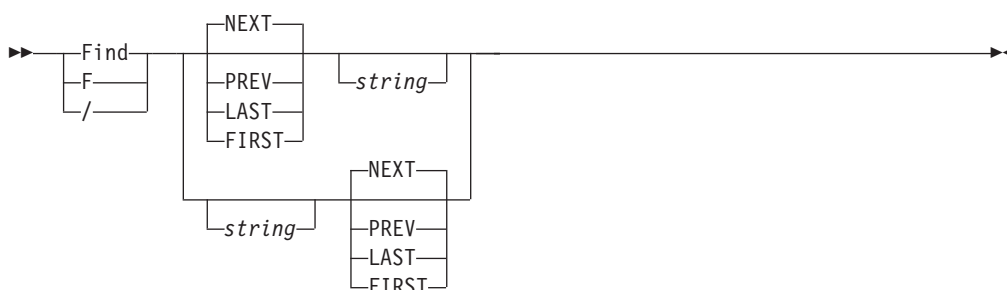 NEXT
Find
F
/
PREV
LAST
FIRST
string
NEXT
string
PREV
LAST
FIRST